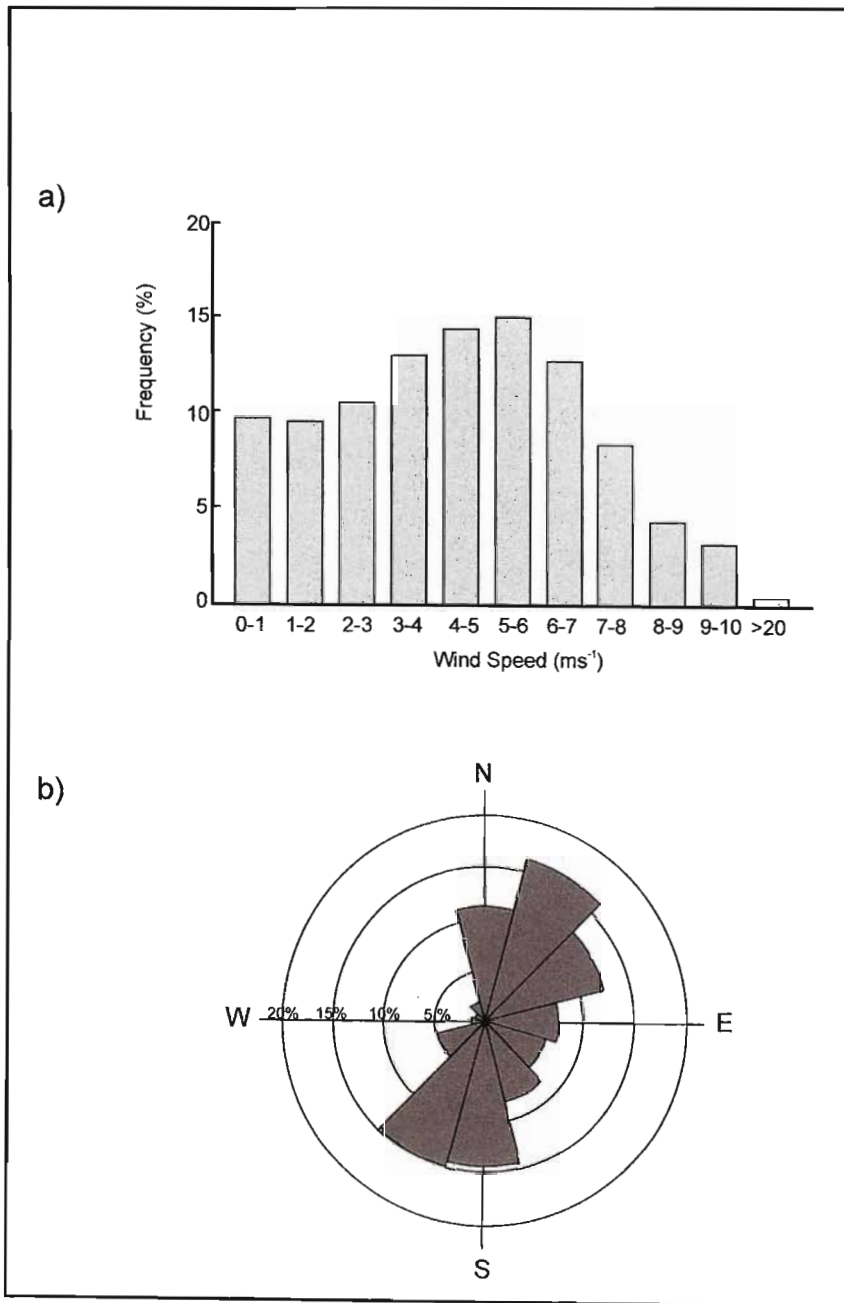 a)
20
15
10
5
0
Frequency (%)
0-1 1-2 2-3 3-4 4-5 5-6 6-7 7-8 8-9 9-10 >20
Wind Speed (ms⁻¹)
b)
N
W 20% 15% 10% 5% E
S